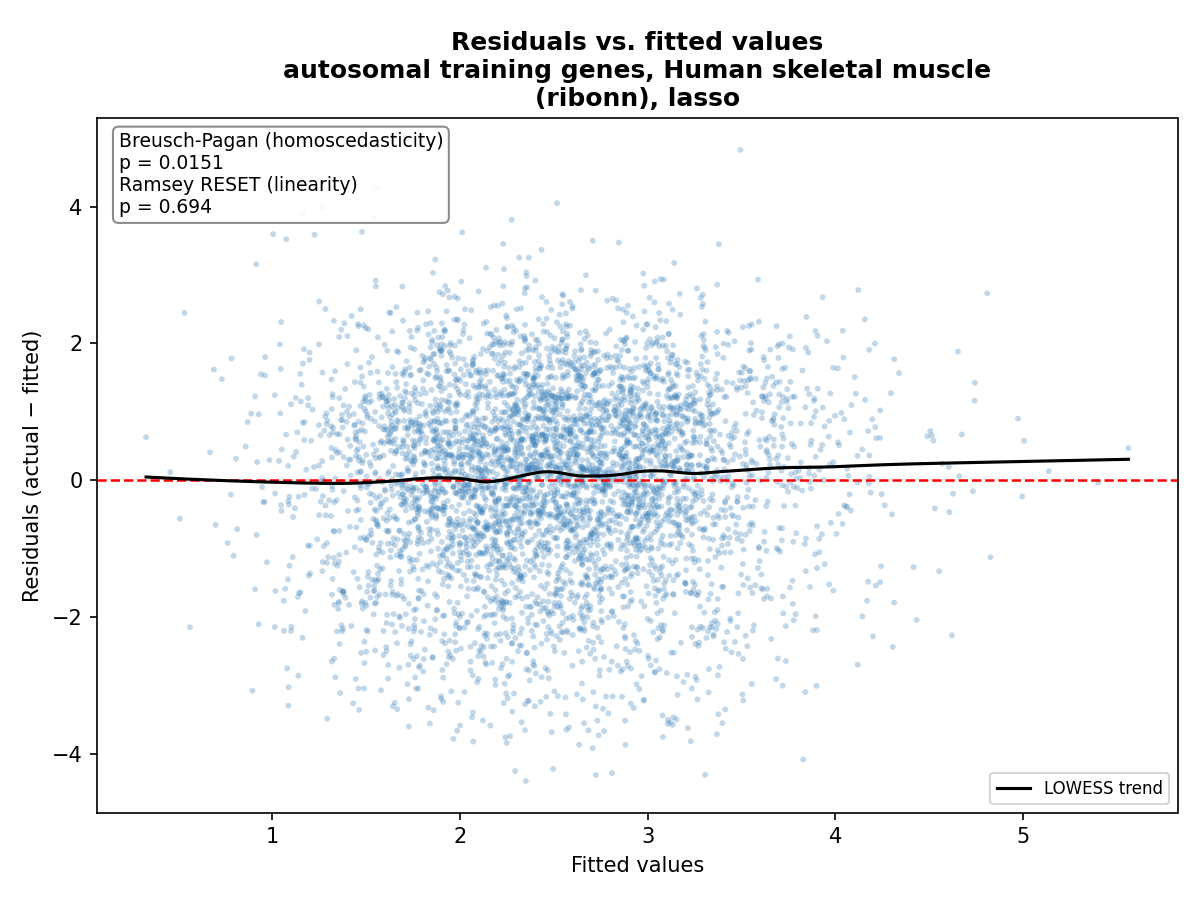 Residuals vs. fitted values
autosomal training genes, Human skeletal muscle
(ribonn), lasso
Breusch-Pagan (homoscedasticity)
p = 0.0151
Ramsey RESET (linearity)
p = 0.694
Residuals (actual − fitted)
4
2
0
−2
−4
LOWESS trend
1
2
3
4
5
Fitted values